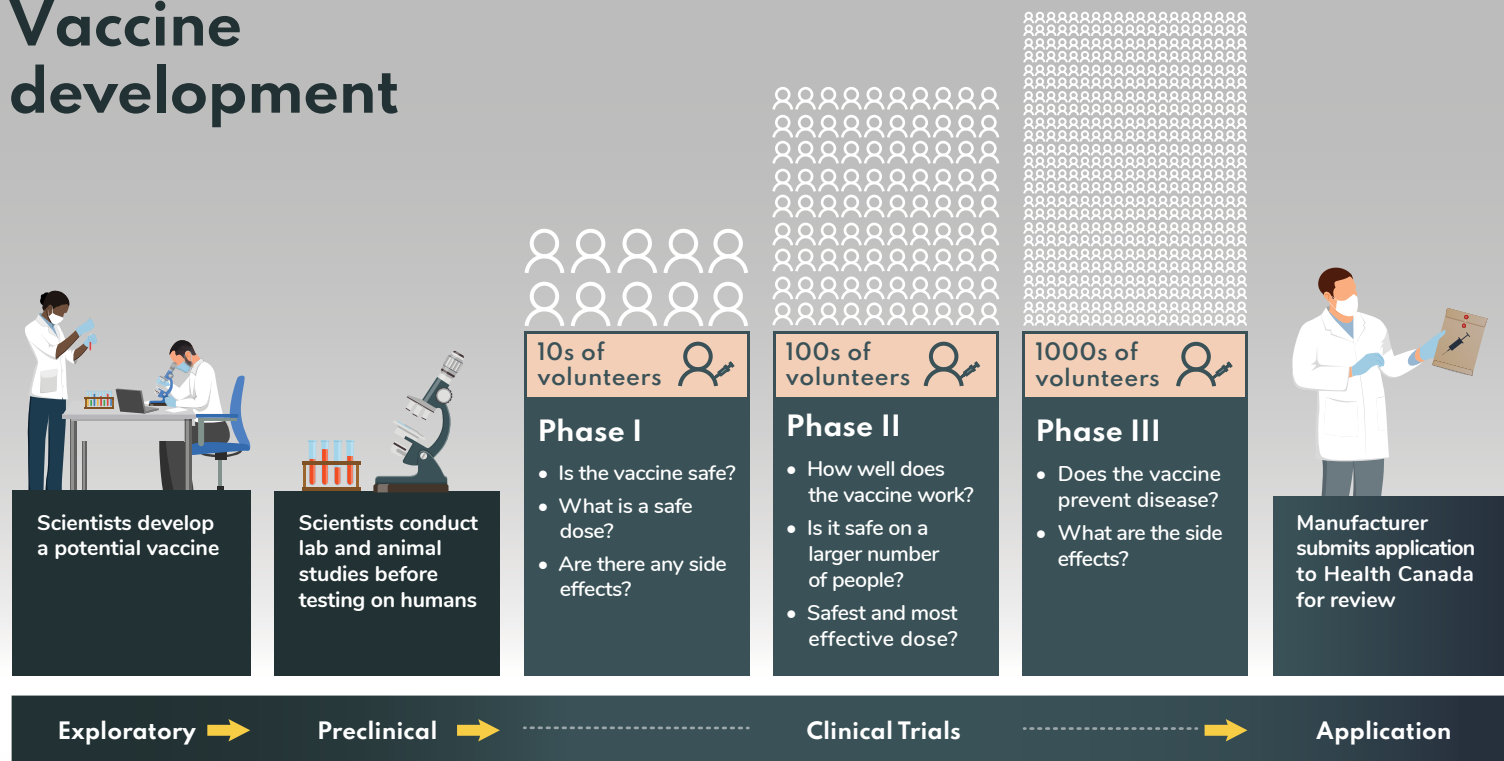 Vaccine
development
Scientists develop
a potential vaccine
Scientists conduct
lab and animal
studies before
testing on humans
10s of
volunteers
Phase I
• Is the vaccine safe?
• What is a safe
dose?
• Are there any side
effects?
100s of
volunteers
Phase II
• How well does
the vaccine work?
• Is it safe on a
larger number
of people?
• Safest and most
effective dose?
1000s of
volunteers
Phase III
• Does the vaccine
prevent disease?
• What are the side
effects?
Manufacturer
submits application
to Health Canada
for review
Exploratory
Preclinical
Clinical Trials
Application